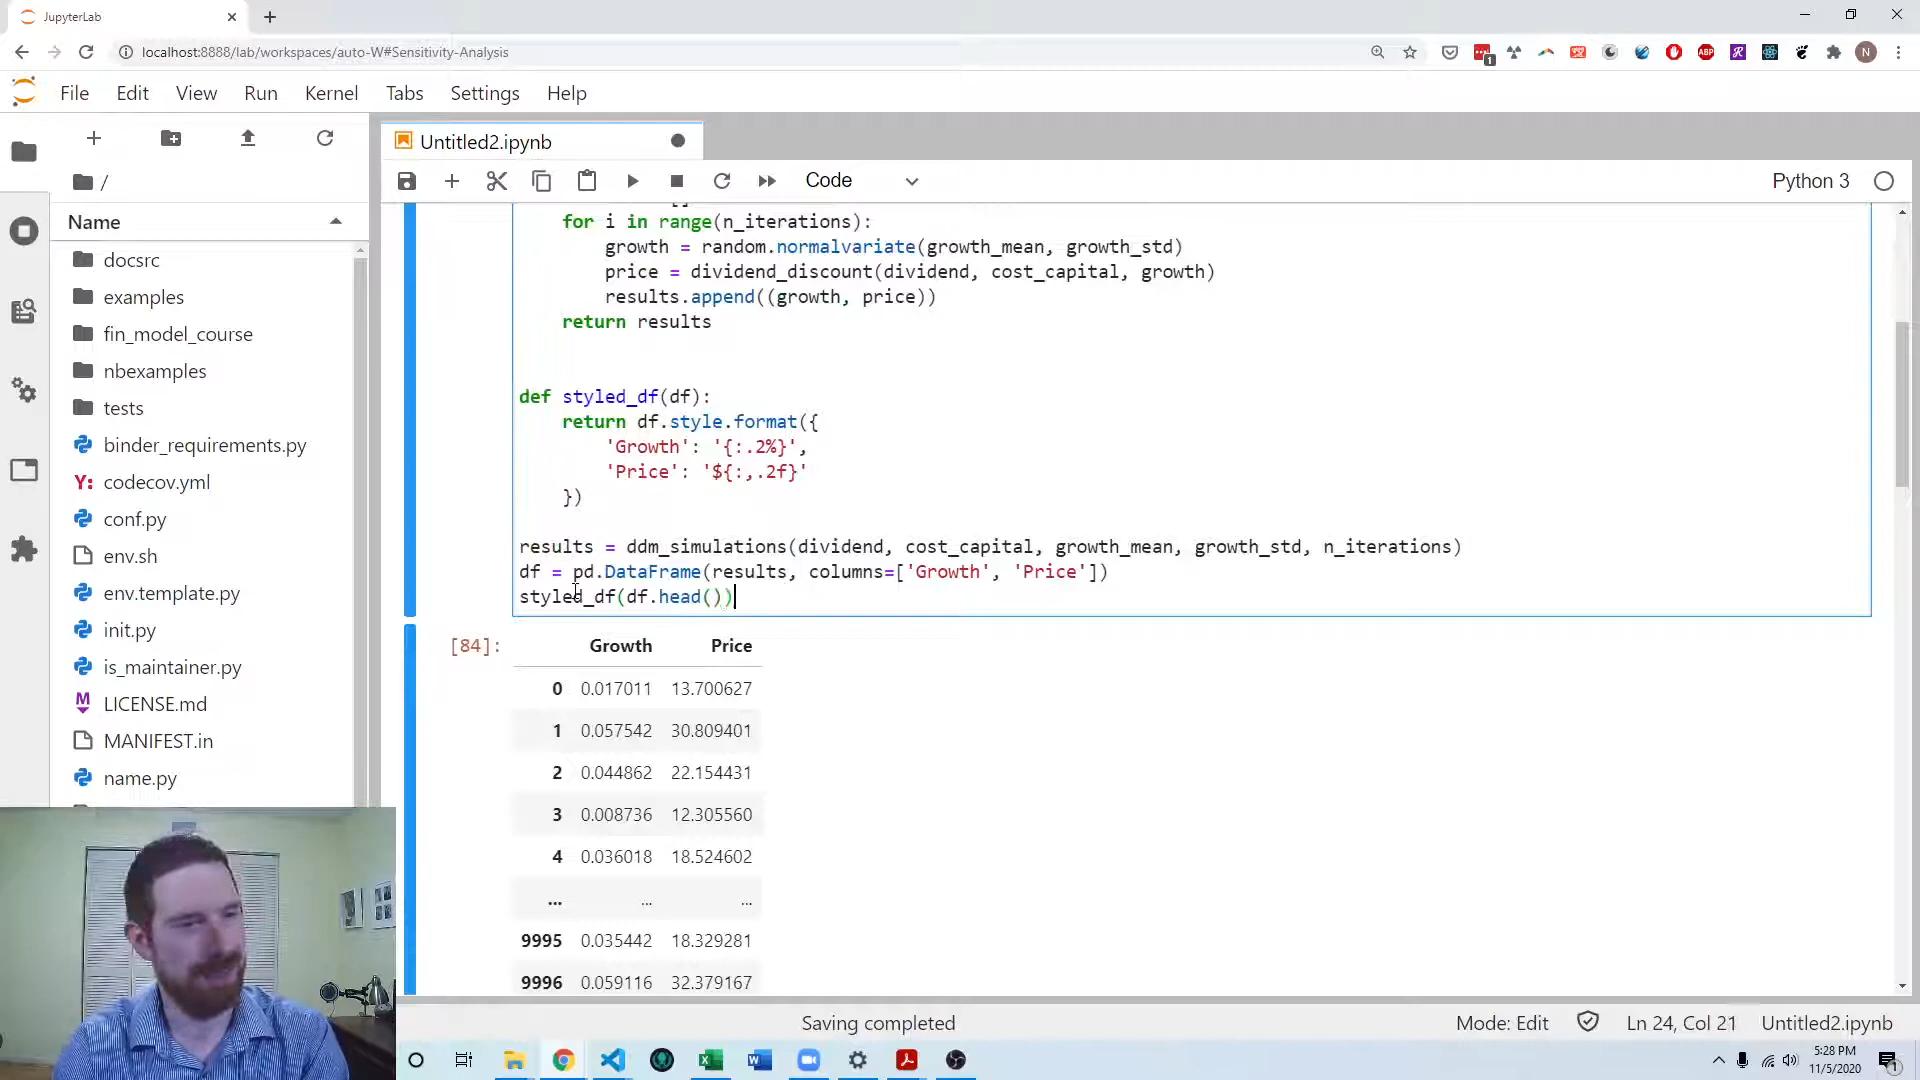 JupyterLab
localhost:8888/lab/workspaces/auto-W#Sensitivity-Analysis
1
ABP
N
File Edit View Run Kernel Tabs Settings Help
Untitled2.ipynb
/
Code
Python 3
Name
docsrc
examples
fin_model_course
nbexamples
tests
binder_requirements.py
Y: codecov.yml
conf.py
env.sh
env.template.py
init.py
is_maintainer.py
LICENSE.md
MANIFEST.in
name.py
for i in range(n_iterations):
growth = random.normalvariate(growth_mean, growth_std)
price = dividend_discount(dividend, cost_capital, growth)
results.append((growth, price))
return results
def styled_df(df):
return df.style.format({
'Growth': '{:.2%}',
'Price': '${:,.2f}'
})
results = ddm_simulations(dividend, cost_capital, growth_mean, growth_std, n_iterations)
df = pd.DataFrame(results, columns=['Growth', 'Price'])
styled_df(df.head())
[84]:
Growth Price
0 0.017011 13.700627
1 0.057542 30.809401
2 0.044862 22.154431
3 0.008736 12.305560
4 0.036018 18.524602
... ... ...
9995 0.035442 18.329281
9996 0.059116 32.379167
Saving completed
Mode: Edit
Ln 24, Col 21
Untitled2.ipynb
5:28 PM
11/5/2020
1